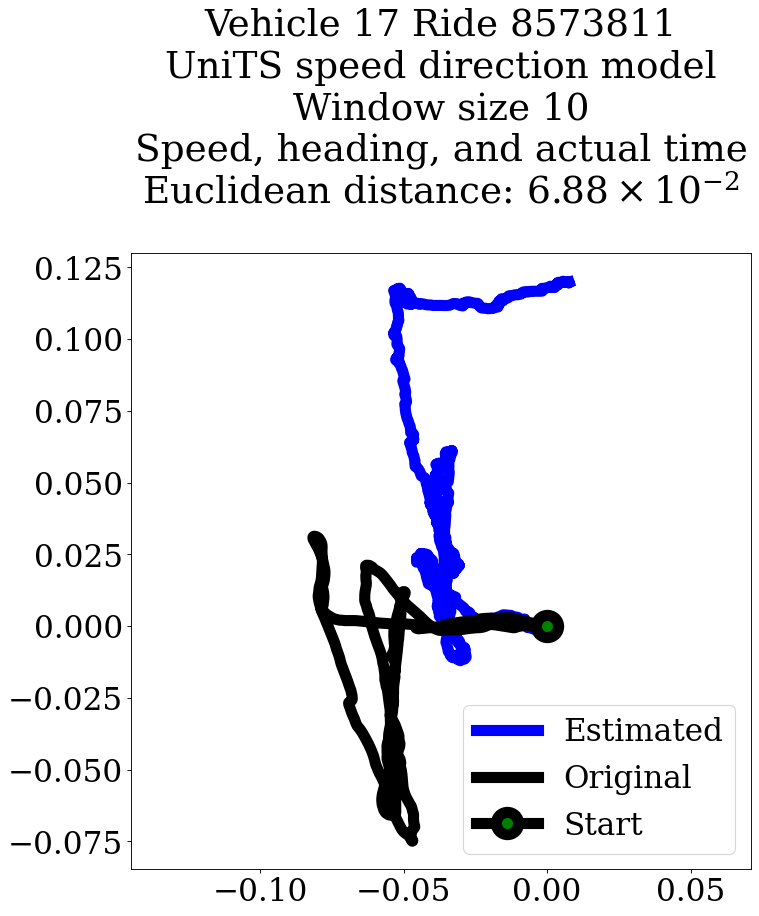 Vehicle 17 Ride 8573811
UniTS speed direction model
Window size 10
Speed, heading, and actual time
Euclidean distance: 6.88 × 10⁻²
0.125
0.100
0.075
0.050
0.025
0.000
−0.025
−0.050
−0.075
Estimated
Original
Start
−0.10
−0.05
0.00
0.05